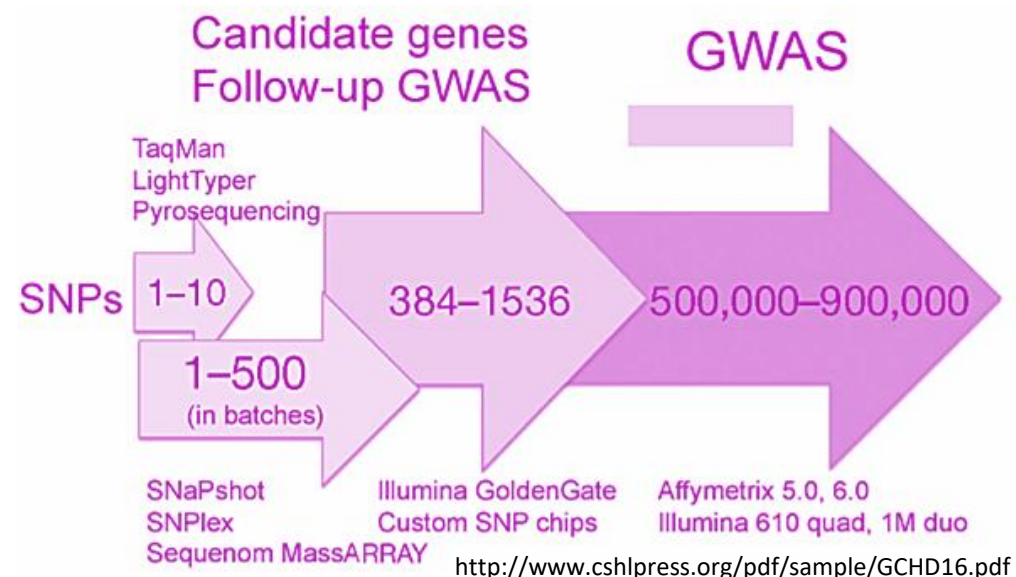 Candidate genes
Follow-up GWAS
GWAS
TaqMan
LightTyper
Pyrosequencing
SNPs
1–10
384–1536
500,000–900,000
1–500
(in batches)
SNaPshot
SNPlex
Sequenom MassARRAY
Illumina GoldenGate
Custom SNP chips
Affymetrix 5.0, 6.0
Illumina 610 quad, 1M duo
http://www.cshlpress.org/pdf/sample/GCHD16.pdf